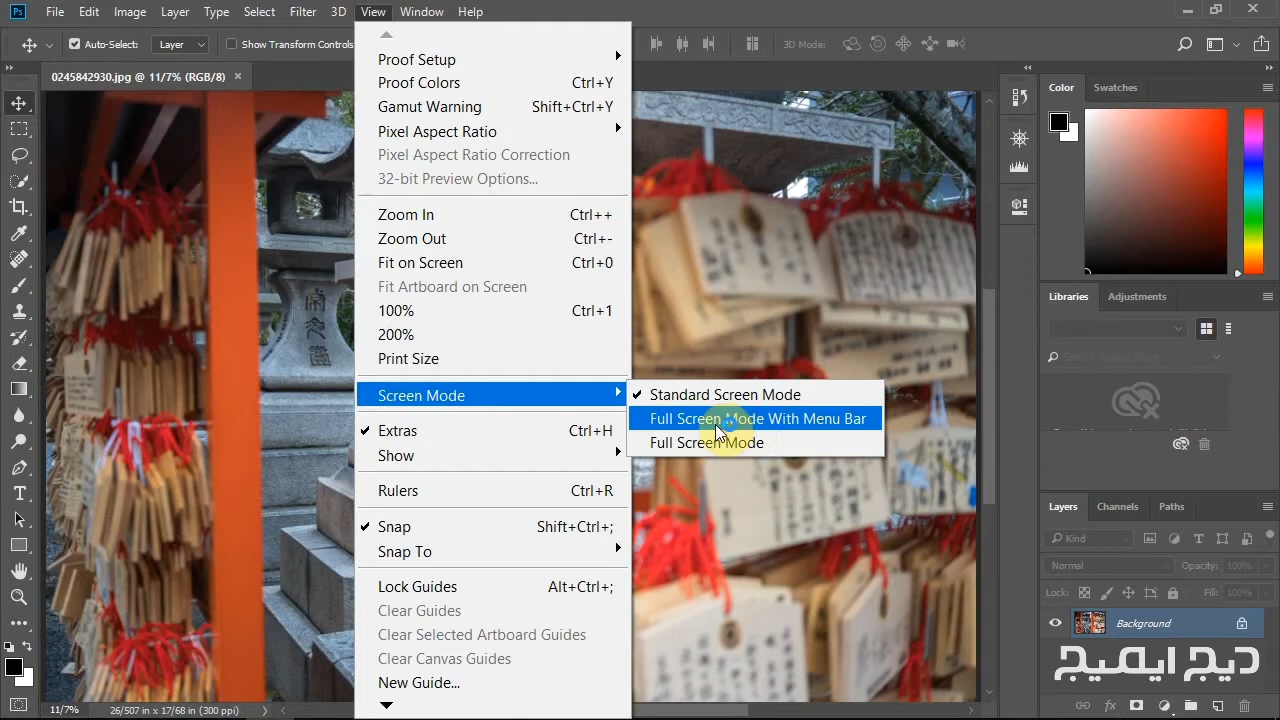 Ps File Edit Image Layer Type Select Filter 3D View Window Help
Auto-Select: Layer Show Transform Controls 3D Mode:
0245842930.jpg @ 11/7% (RGB/8) ×
Proof Setup
Proof Colors Ctrl+Y
Gamut Warning Shift+Ctrl+Y
Pixel Aspect Ratio
Pixel Aspect Ratio Correction
32-bit Preview Options...
Zoom In Ctrl++
Zoom Out Ctrl+-
Fit on Screen Ctrl+0
Fit Artboard on Screen
100% Ctrl+1
200%
Print Size
Screen Mode
Extras Ctrl+H
Show
Rulers Ctrl+R
Snap Shift+Ctrl+;
Snap To
Lock Guides Alt+Ctrl+;
Clear Guides
Clear Selected Artboard Guides
Clear Canvas Guides
New Guide...
Standard Screen Mode
Full Screen Mode With Menu Bar
Full Screen Mode
Color Swatches
Libraries Adjustments
Search Adobe Stock
Layers Channels Paths
Kind
Normal Opacity: 100%
Lock: Fill: 100%
Background
دیج ایفیج
11/7% 26/507 in x 17/68 in (300 ppi)